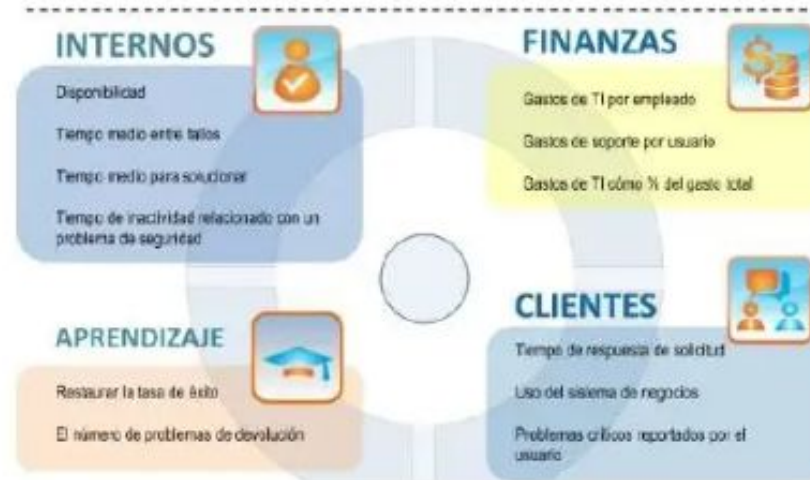 INTERNOS
Disponibilidad
Tiempo medio entre fallos
Tiempo medio para solucionar
Tiempo de inactividad relacionado con un
problema de seguridad
FINANZAS
Gastos de TI por empleado
Gastos de soporte por usuario
Gastos de TI cómo % del gasto total
APRENDIZAJE
Restaurar la tasa de éxito
El número de problemas de devolución
CLIENTES
Tiempo de respuesta de solicitud
Uso del sistema de negocios
Problemas críticos reportados por el
usuario